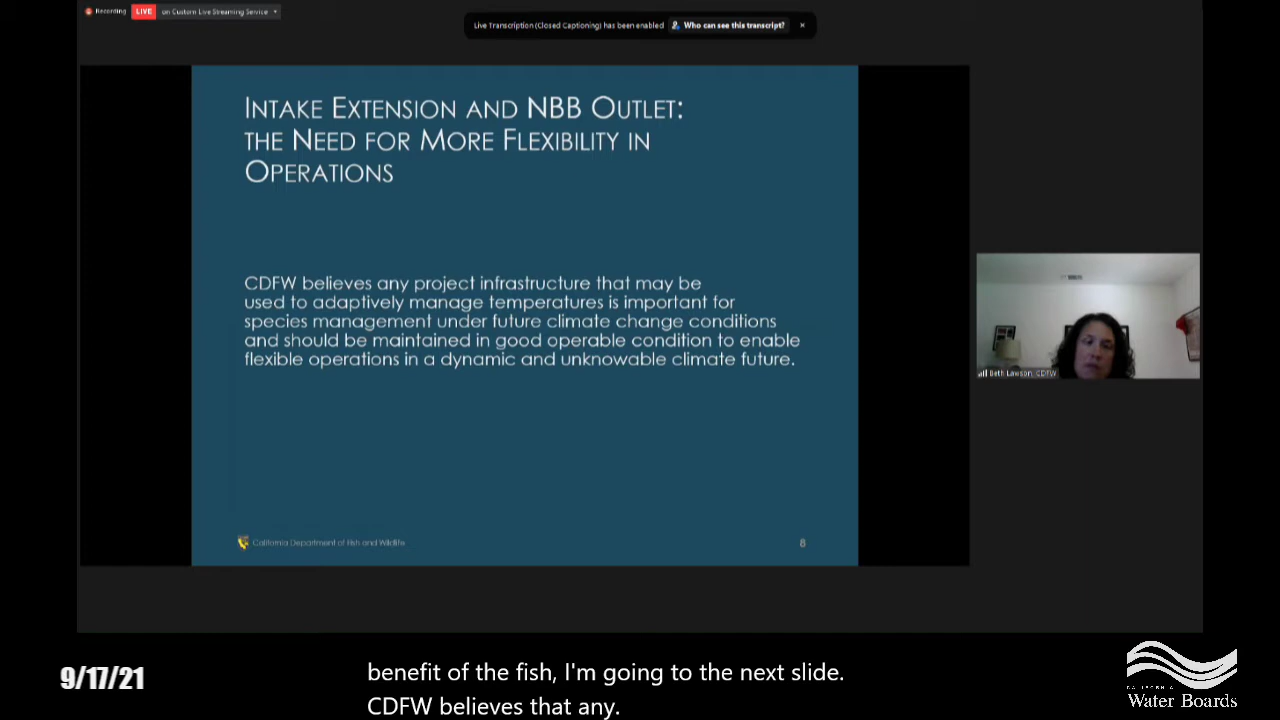 Recording
LIVE
on Custom Live Streaming Service
Live Transcription (Closed Captioning) has been enabled
Who can see this transcript?
INTAKE EXTENSION AND NBB OUTLET:
THE NEED FOR MORE FLEXIBILITY IN
OPERATIONS
CDFW believes any project infrastructure that may be
used to adaptively manage temperatures is important for
species management under future climate change conditions
and should be maintained in good operable condition to enable
flexible operations in a dynamic and unknowable climate future.
California Department of Fish and Wildlife
8
Beth Lawson, CDFW
9/17/21
benefit of the fish, I'm going to the next slide.
CDFW believes that any.
CALIFORNIA
Water Boards